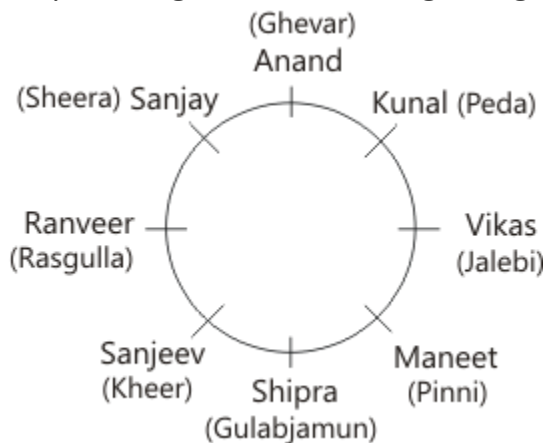 (Ghevar)
Anand
(Sheera) Sanjay
Kunal (Peda)
Ranveer
(Rasgulla)
Vikas
(Jalebi)
Sanjeev
(Kheer)
Shipra
(Gulabjamun)
Maneet
(Pinni)